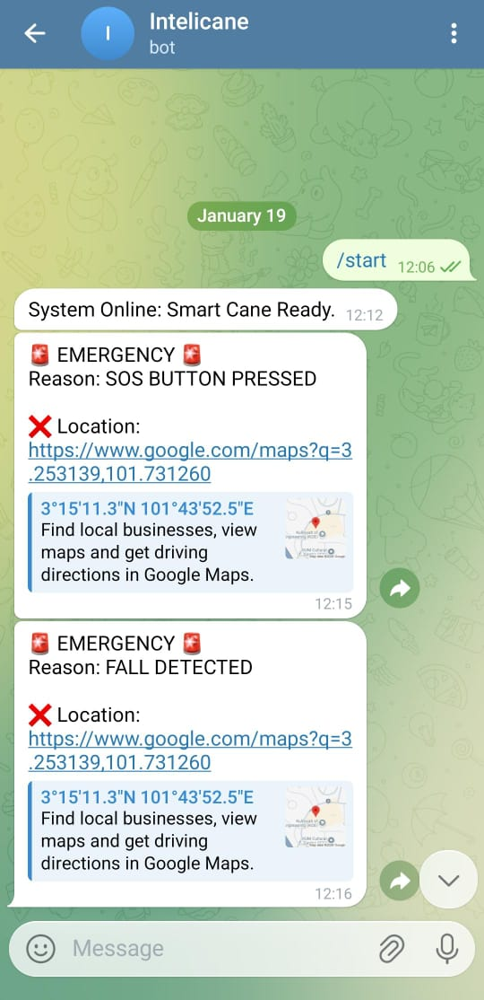 Intelicane
I
bot
January 19
/start 12:06
System Online: Smart Cane Ready. 12:12
🚨 EMERGENCY 🚨
Reason: SOS BUTTON PRESSED
❌ Location:
https://www.google.com/maps?q=3
.253139,101.731260
3°15'11.3"N 101°43'52.5"E
Find local businesses, view
maps and get driving
directions in Google Maps.
12:15
🚨 EMERGENCY 🚨
Reason: FALL DETECTED
❌ Location:
https://www.google.com/maps?q=3
.253139,101.731260
3°15'11.3"N 101°43'52.5"E
Find local businesses, view
maps and get driving
directions in Google Maps.
12:16
Message